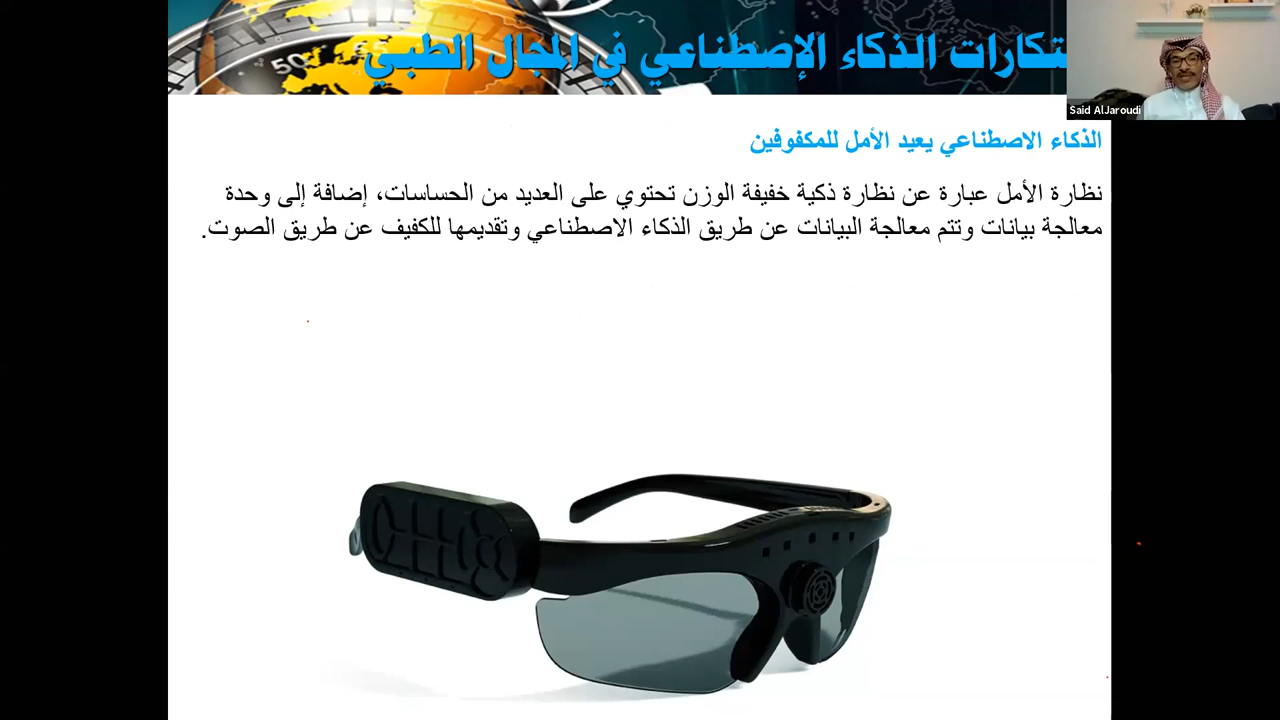 تكارات الذكاء الإصطناعي في المجال الطبي
50
Said AlJaroudi
الذكاء الاصطناعي يعيد الأمل للمكفوفين
نظارة الأمل عبارة عن نظارة ذكية خفيفة الوزن تحتوي على العديد من الحساسات، إضافة إلى وحدة
معالجة بيانات وتتم معالجة البيانات عن طريق الذكاء الاصطناعي وتقديمها للكفيف عن طريق الصوت.